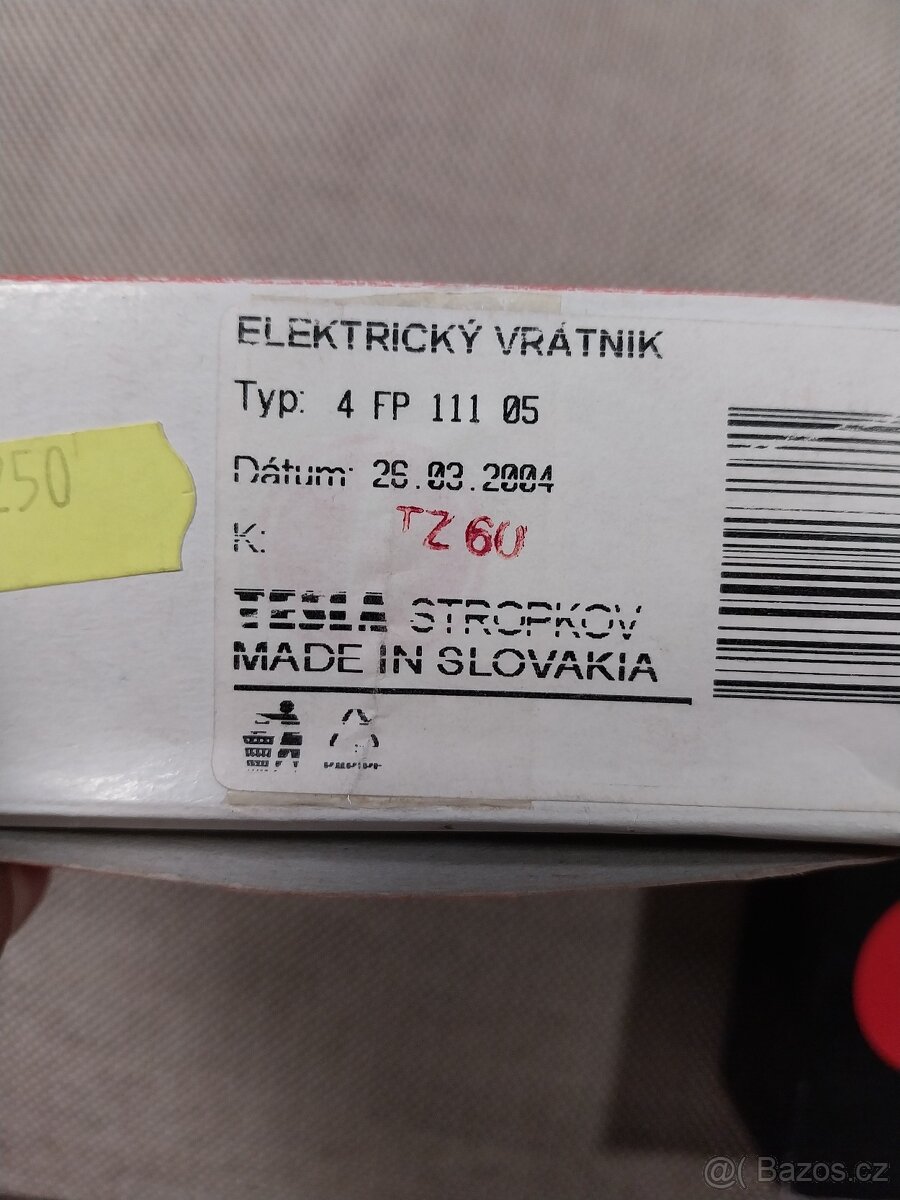 ELEKTRICKÝ VRÁTNIK
Typ: 4 FP 111 05
250
Dátum: 26.03.2004
K: TZ 60
TESLA STROPKOV
MADE IN SLOVAKIA
@( Bazos.cz